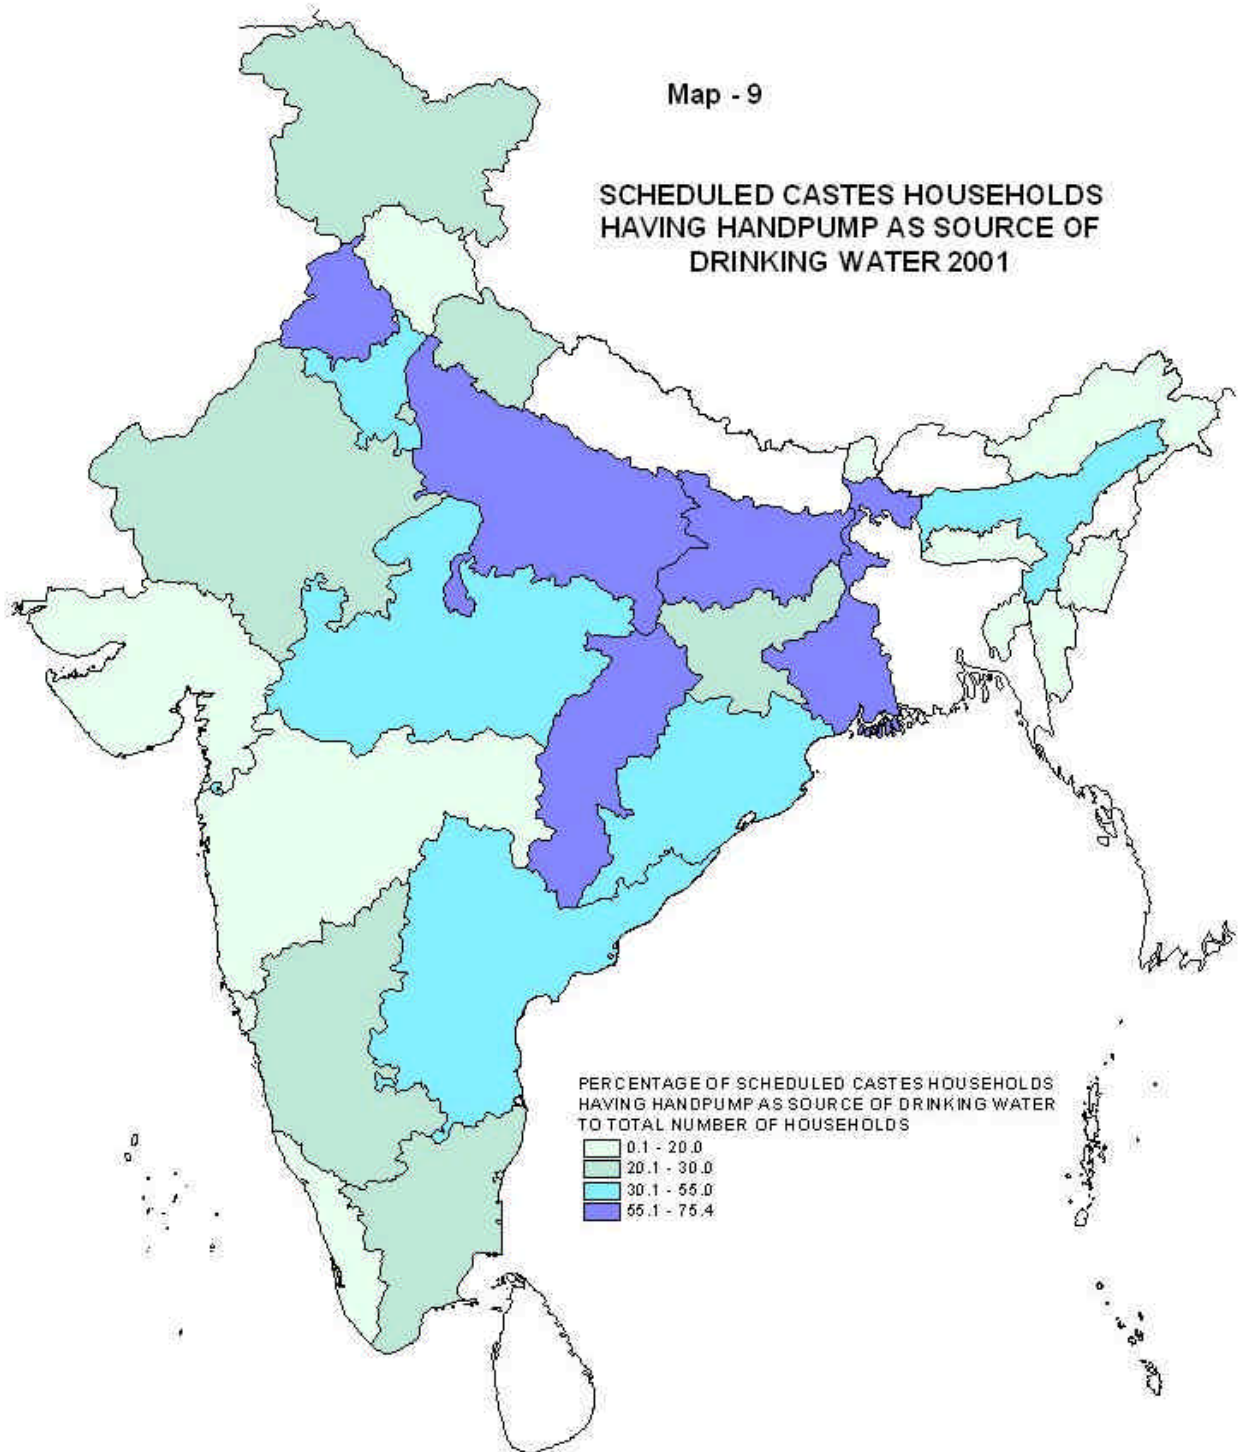 Map - 9
SCHEDULED CASTES HOUSEHOLDS
HAVING HANDPUMP AS SOURCE OF
DRINKING WATER 2001
PERCENTAGE OF SCHEDULED CASTES HOUSEHOLDS
HAVING HANDPUMP AS SOURCE OF DRINKING WATER
TO TOTAL NUMBER OF HOUSEHOLDS
0.1 - 20.0
20.1 - 30.0
30.1 - 55.0
55.1 - 75.4